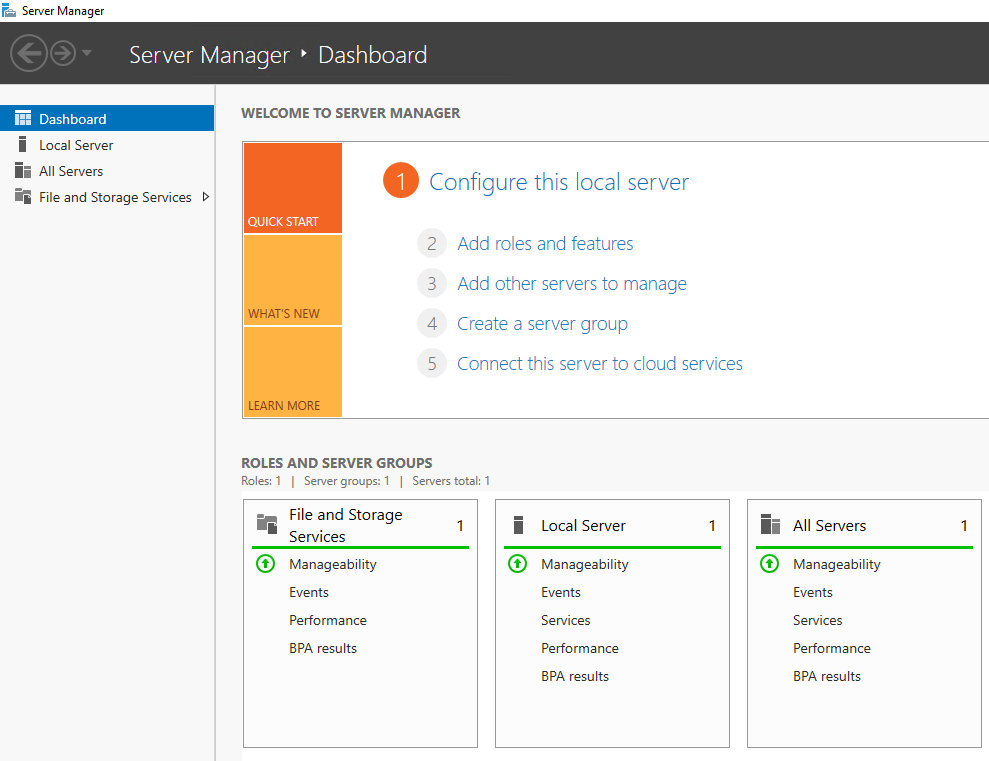 Server Manager
Server Manager ‣ Dashboard
Dashboard
Local Server
All Servers
File and Storage Services
WELCOME TO SERVER MANAGER
QUICK START
WHAT'S NEW
LEARN MORE
1 Configure this local server
2 Add roles and features
3 Add other servers to manage
4 Create a server group
5 Connect this server to cloud services
ROLES AND SERVER GROUPS
Roles: 1 | Server groups: 1 | Servers total: 1
File and Storage
Services 1
Manageability
Events
Performance
BPA results
Local Server 1
Manageability
Events
Services
Performance
BPA results
All Servers 1
Manageability
Events
Services
Performance
BPA results